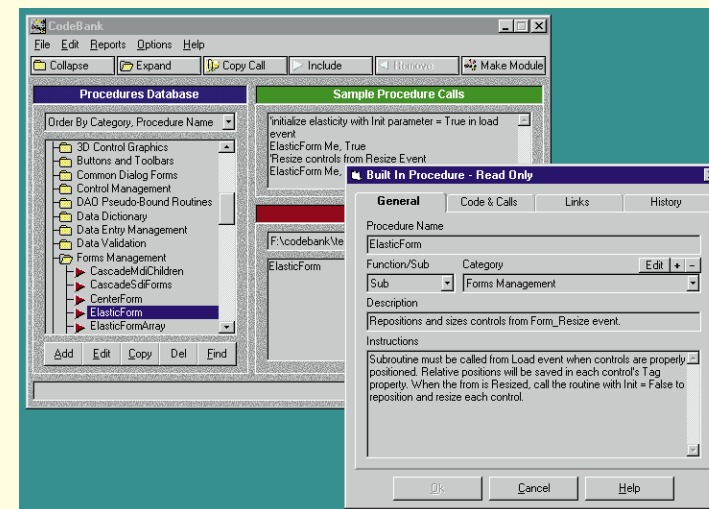 CodeBank
File Edit Reports Options Help
Collapse Expand Copy Call Include Remove Make Module
Procedures Database
Order By Category, Procedure Name
3D Control Graphics
Buttons and Toolbars
Common Dialog Forms
Control Management
DAO Pseudo-Bound Routines
Data Dictionary
Data Entry Management
Data Validation
Forms Management
CascadeMdiChildren
CascadeSdiForms
CenterForm
ElasticForm
ElasticFormArray
Add Edit Copy Del Find
Sample Procedure Calls
'initialize elasticity with Init parameter = True in load
event
ElasticForm Me, True
'Resize controls from Resize Event
ElasticForm Me,
F:\codebank\te
ElasticForm
Built In Procedure - Read Only
General Code & Calls Links History
Procedure Name
ElasticForm
Function/Sub Category Edit + -
Sub Forms Management
Description
Repositions and sizes controls from Form_Resize event.
Instructions
Subroutine must be called from Load event when controls are properly
positioned. Relative positions will be saved in each control's Tag
property. When the from is Resized, call the routine with Init = False to
reposition and resize each control.
Ok Cancel Help